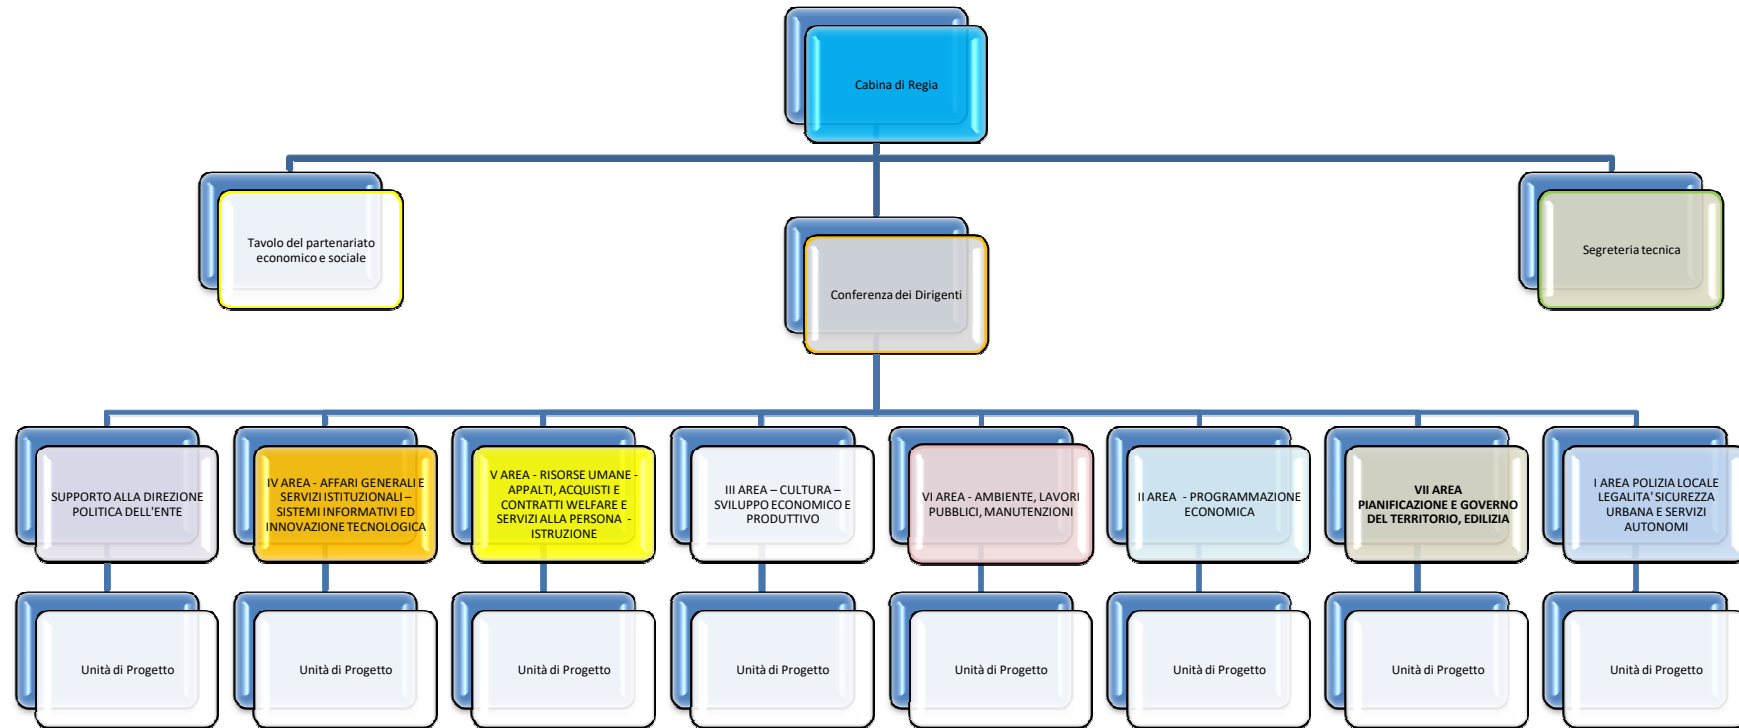 Cabina di Regia
Tavolo del partenariato
economico e sociale
Segreteria tecnica
Conferenza dei Dirigenti
SUPPORTO ALLA DIREZIONE
POLITICA DELL'ENTE
IV AREA - AFFARI GENERALI E
SERVIZI ISTITUZIONALI –
SISTEMI INFORMATIVI ED
INNOVAZIONE TECNOLOGICA
V AREA - RISORSE UMANE -
APPALTI, ACQUISTI E
CONTRATTI WELFARE E
SERVIZI ALLA PERSONA -
ISTRUZIONE
III AREA – CULTURA –
SVILUPPO ECONOMICO E
PRODUTTIVO
VI AREA - AMBIENTE, LAVORI
PUBBLICI, MANUTENZIONI
II AREA - PROGRAMMAZIONE
ECONOMICA
VII AREA
PIANIFICAZIONE E GOVERNO
DEL TERRITORIO, EDILIZIA
I AREA POLIZIA LOCALE
LEGALITA' SICUREZZA
URBANA E SERVIZI
AUTONOMI
Unità di Progetto
Unità di Progetto
Unità di Progetto
Unità di Progetto
Unità di Progetto
Unità di Progetto
Unità di Progetto
Unità di Progetto